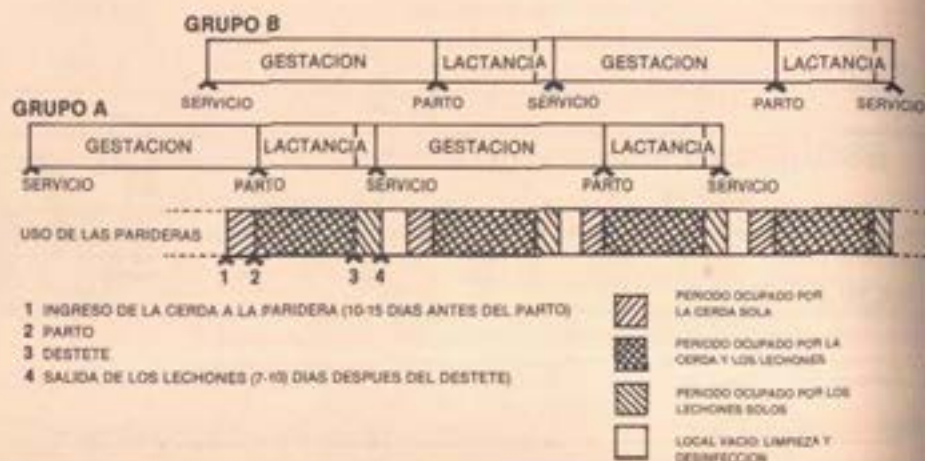 GRUPO B
GESTACION LACTANCIA GESTACION LACTANCIA
SERVICIO PARTO SERVICIO PARTO SERVICIO
GRUPO A
GESTACION LACTANCIA GESTACION LACTANCIA
SERVICIO PARTO SERVICIO PARTO SERVICIO
USO DE LAS PARIDERAS
1 2 3 4
1 INGRESO DE LA CERDA A LA PARIDERA (10-15 DIAS ANTES DEL PARTO)
2 PARTO
3 DESTETE
4 SALIDA DE LOS LECHONES (7-10) DIAS DESPUES DEL DESTETE)
PERIODO OCUPADO POR
LA CERDA SOLA
PERIODO OCUPADO POR LA
CERDA Y LOS LECHONES
PERIODO OCUPADO POR LOS
LECHONES SOLOS
LOCAL VACIO: LIMPIEZA Y
DESINFECCION